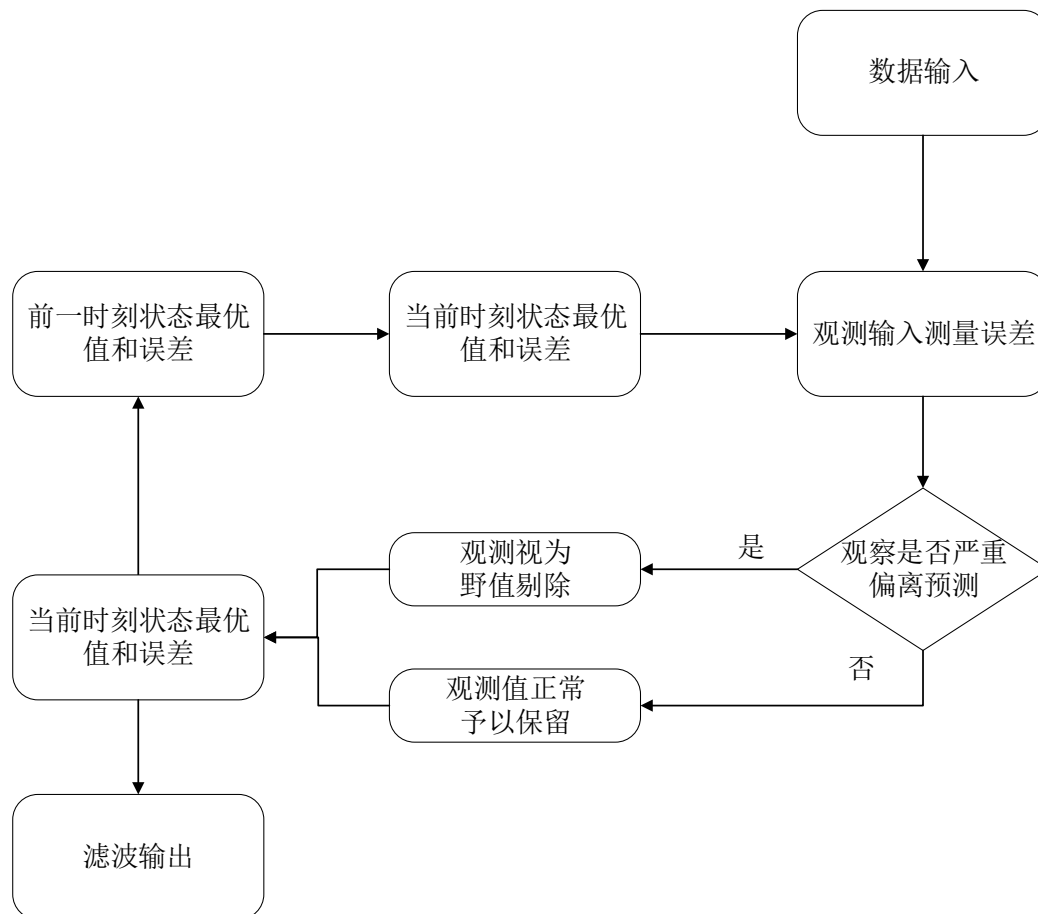 数据输入
前一时刻状态最优
值和误差
当前时刻状态最优
值和误差
观测输入测量误差
观察是否严重
偏离预测
是
观测视为
野值剔除
否
观测值正常
予以保留
当前时刻状态最优
值和误差
滤波输出